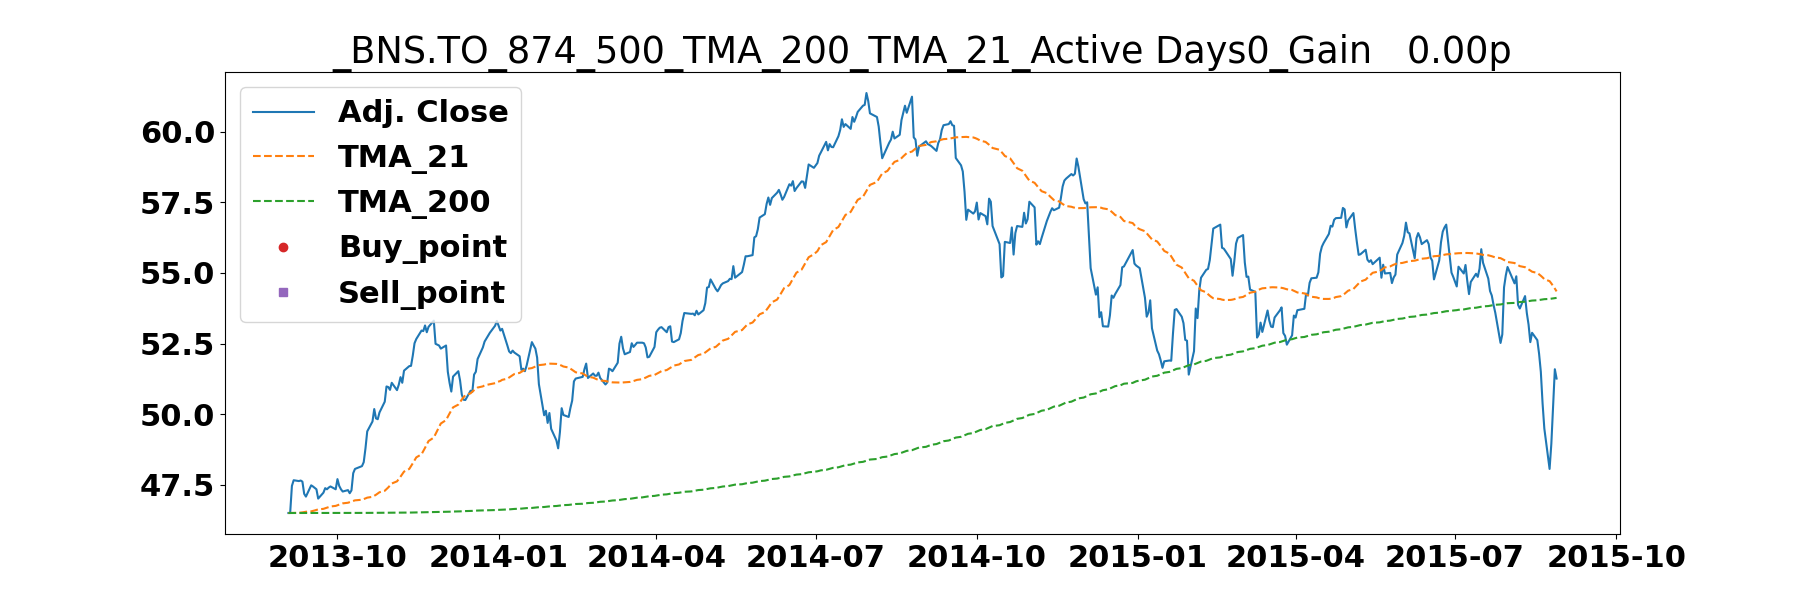 _BNS.TO_874_500_TMA_200_TMA_21_Active Days0_Gain   0.00p
Adj. Close
TMA_21
TMA_200
Buy_point
Sell_point
60.0
57.5
55.0
52.5
50.0
47.5
2013-10 2014-01 2014-04 2014-07 2014-10 2015-01 2015-04 2015-07 2015-10